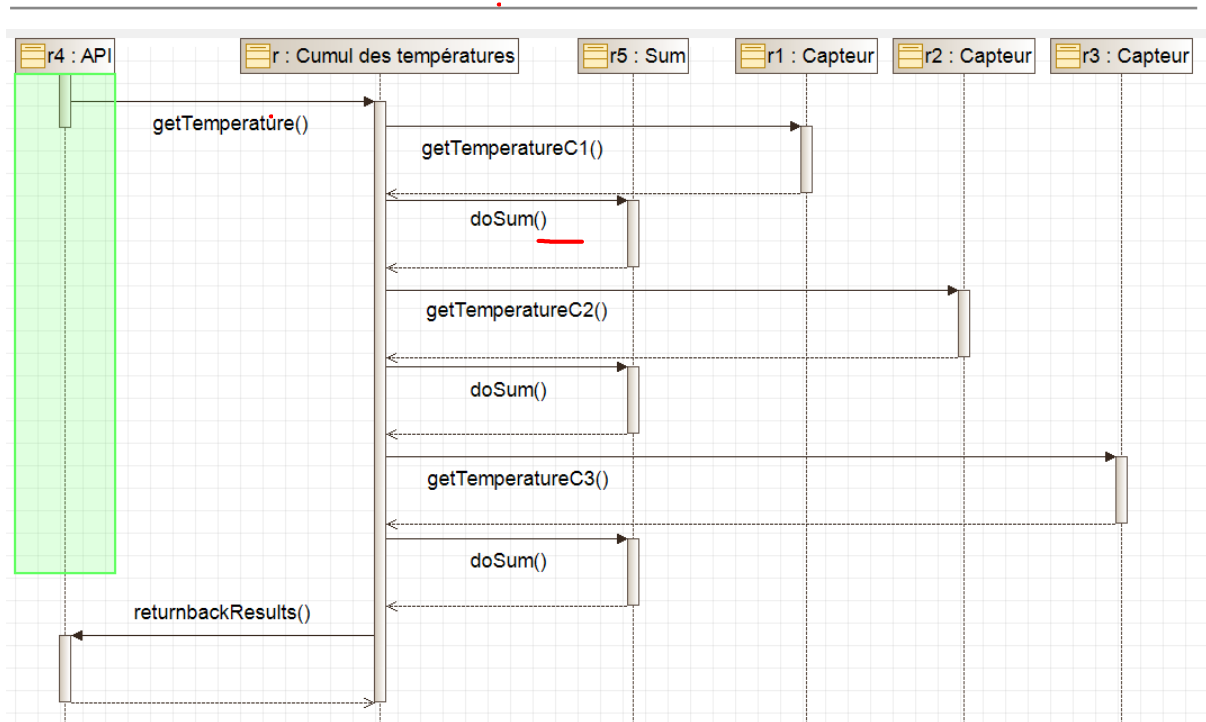 r4 : API
r : Cumul des températures
r5 : Sum
r1 : Capteur
r2 : Capteur
r3 : Capteur
getTemperature()
getTemperatureC1()
doSum()
getTemperatureC2()
doSum()
getTemperatureC3()
doSum()
returnbackResults()